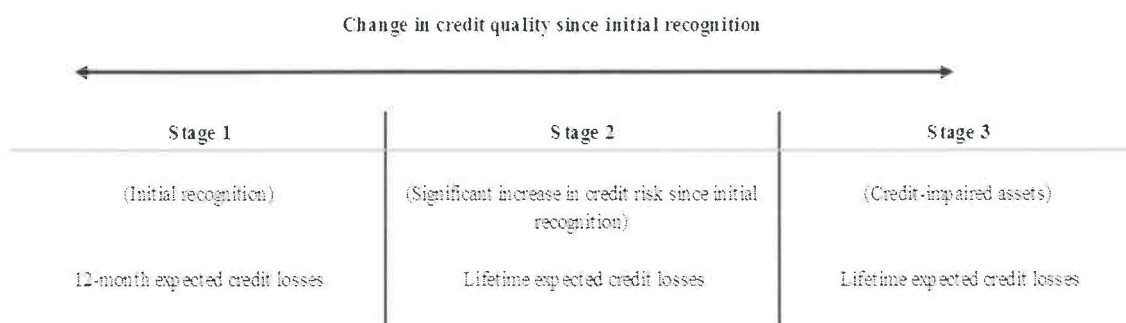 Change in credit quality since initial recognition
Stage 1
Stage 2
Stage 3
(Initial recognition)
(Significant increase in credit risk since initial
recognition)
(Credit-impaired assets)
12-month expected credit losses
Lifetime expected credit losses
Lifetime expected credit losses